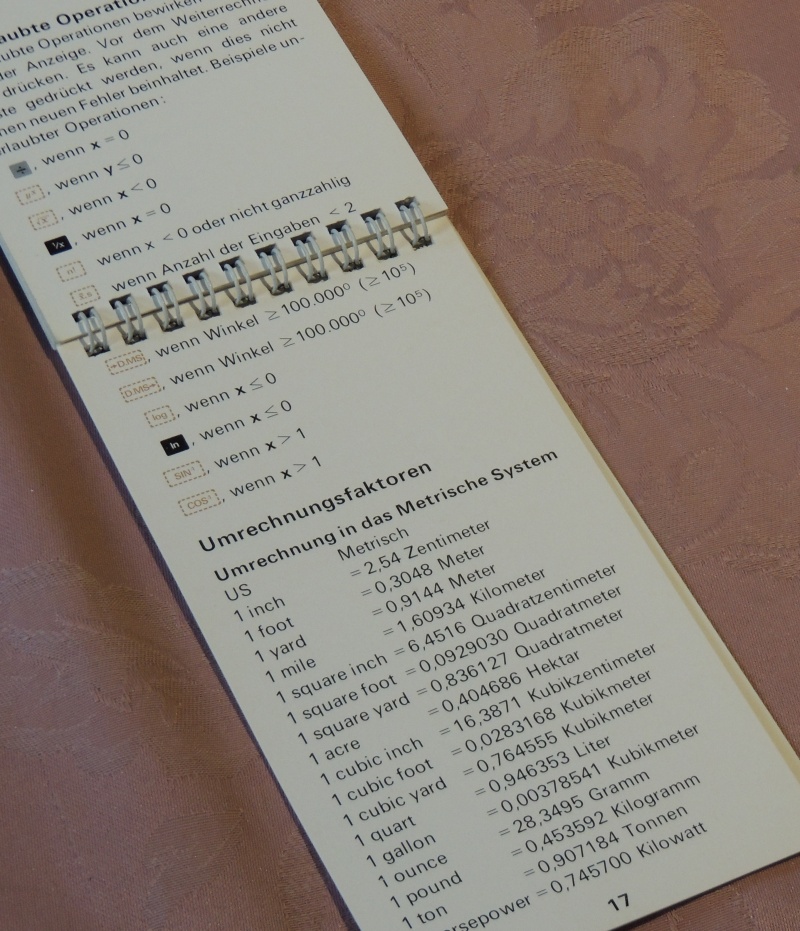 Operation
Operationen bewirken
der Anzeige. Vor dem
drücken. Es kann auch eine andere
gedrückt werden, wenn dies nicht
neuen Fehler beinhaltet. Beispiele un-
erlaubter Operationen:
÷, wenn x = 0
yˣ, wenn y ≤ 0
√x, wenn x < 0
1/x, wenn x = 0
n! wenn x < 0 oder nicht ganzzahlig
x̄,s wenn Anzahl der Eingaben < 2
→D.MS, wenn Winkel ≥ 100.000⁰ (≥ 10⁵)
D.MS→, wenn Winkel ≥ 100.000⁰ (≥ 10⁵)
log, wenn x ≤ 0
ln, wenn x ≤ 0
SIN⁻¹, wenn x > 1
COS⁻¹, wenn x > 1
Umrechnungsfaktoren
Umrechnung in das Metrische System
US Metrisch
1 inch = 2,54 Zentimeter
1 foot = 0,3048 Meter
1 yard = 0,9144 Meter
1 mile = 1,60934 Kilometer
1 square inch = 6,4516 Quadratzentimeter
1 square foot = 0,0929030 Quadratmeter
1 square yard = 0,836127 Quadratmeter
1 acre = 0,404686 Hektar
1 cubic inch = 16,3871 Kubikzentimeter
1 cubic foot = 0,0283168 Kubikmeter
1 cubic yard = 0,764555 Kubikmeter
1 quart = 0,946353 Liter
1 gallon = 0,00378541 Kubikmeter
1 ounce = 28,3495 Gramm
1 pound = 0,453592 Kilogramm
1 ton = 0,907184 Tonnen
horsepower = 0,745700 Kilowatt
17